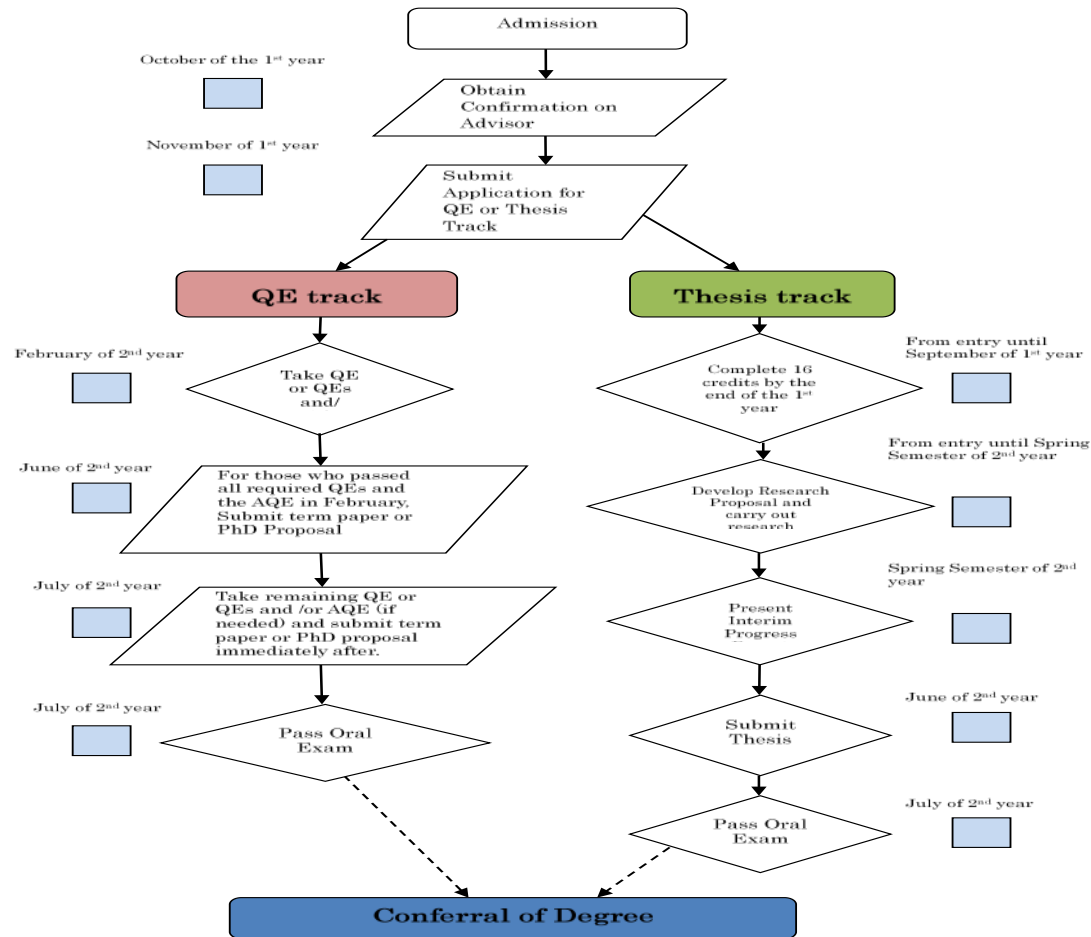 Admission
October of the 1st year
Obtain
Confirmation on
Advisor
November of 1st year
Submit
Application for
QE or Thesis
Track
QE track
Thesis track
February of 2nd year
Take QE
or QEs
and/
From entry until
September of 1st year
Complete 16
credits by the
end of the 1st
year
June of 2nd year
For those who passed
all required QEs and
the AQE in February,
Submit term paper or
PhD Proposal
From entry until Spring
Semester of 2nd year
Develop Research
Proposal and
carry out
research
July of 2nd year
Take remaining QE or
QEs and /or AQE (if
needed) and submit term
paper or PhD proposal
immediately after.
Spring Semester of 2nd
year
Present
Interim
Progress
July of 2nd year
Pass Oral
Exam
June of 2nd year
Submit
Thesis
July of 2nd year
Pass Oral
Exam
Conferral of Degree